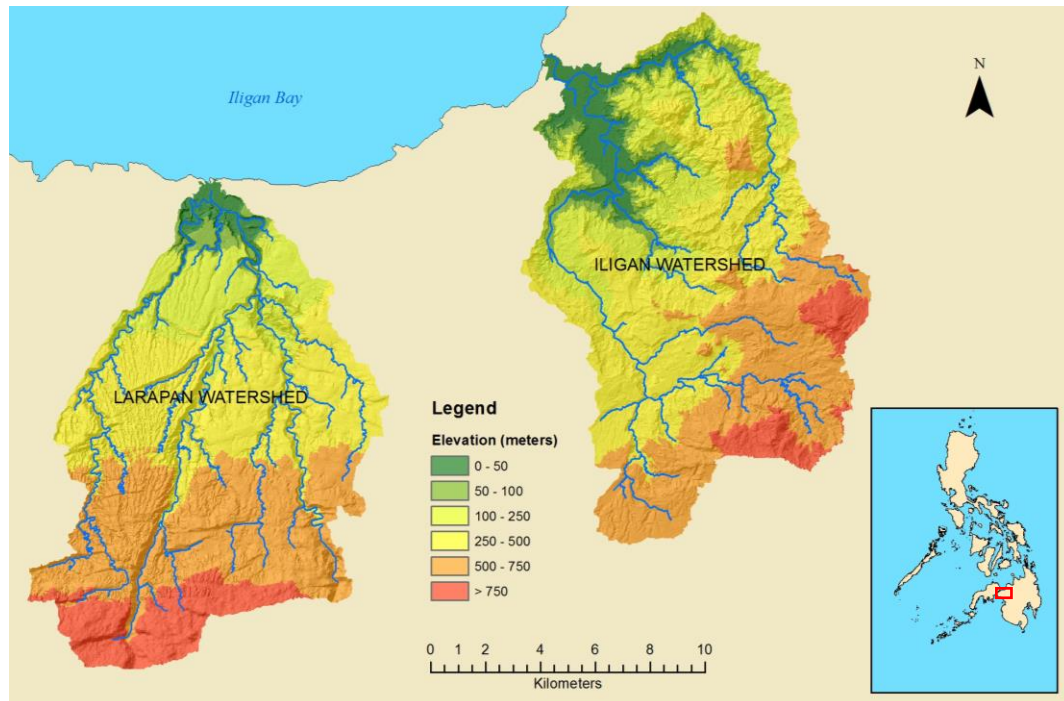 Iligan Bay
N
ILIGAN WATERSHED
LARAPAN WATERSHED
Legend
Elevation (meters)
0 - 50
50 - 100
100 - 250
250 - 500
500 - 750
> 750
0 1 2 4 6 8 10
Kilometers